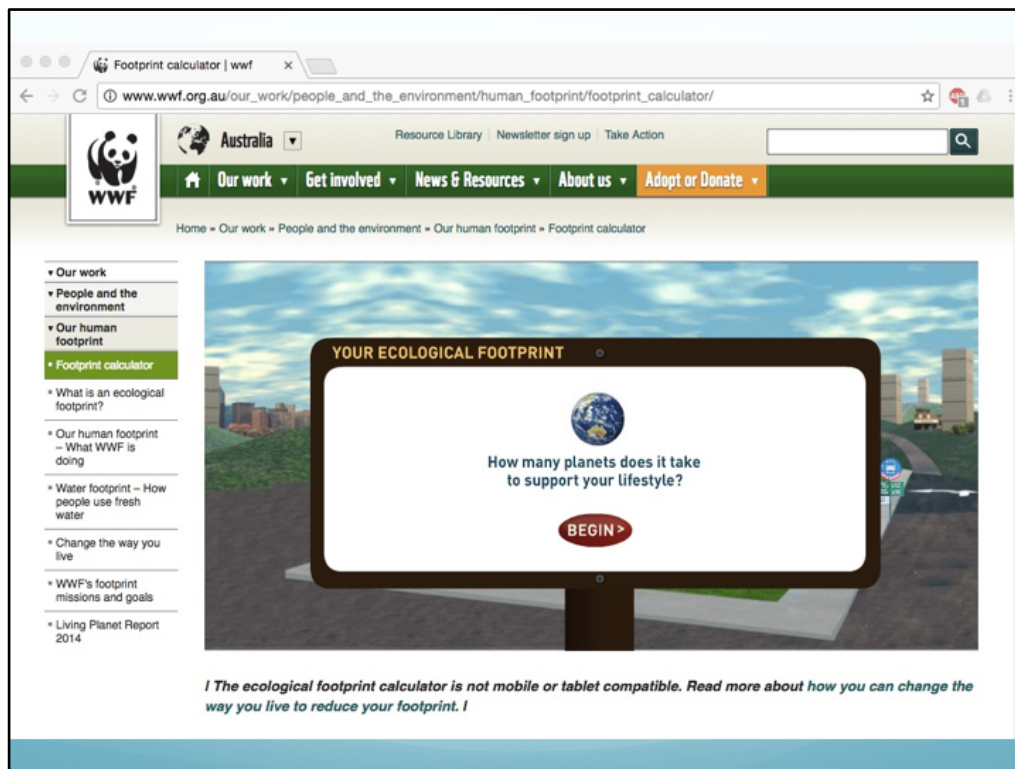 Footprint calculator | wwf
www.wwf.org.au/our_work/people_and_the_environment/human_footprint/footprint_calculator/
WWF
Australia
Resource Library | Newsletter sign up | Take Action
Our work
Get involved
News & Resources
About us
Adopt or Donate
Home » Our work » People and the environment » Our human footprint » Footprint calculator
Our work
People and the
environment
Our human
footprint
Footprint calculator
What is an ecological
footprint?
Our human footprint
– What WWF is
doing
Water footprint – How
people use fresh
water
Change the way you
live
WWF's footprint
missions and goals
Living Planet Report
2014
YOUR ECOLOGICAL FOOTPRINT
How many planets does it take
to support your lifestyle?
BEGIN >
/ The ecological footprint calculator is not mobile or tablet compatible. Read more about how you can change the
way you live to reduce your footprint. /